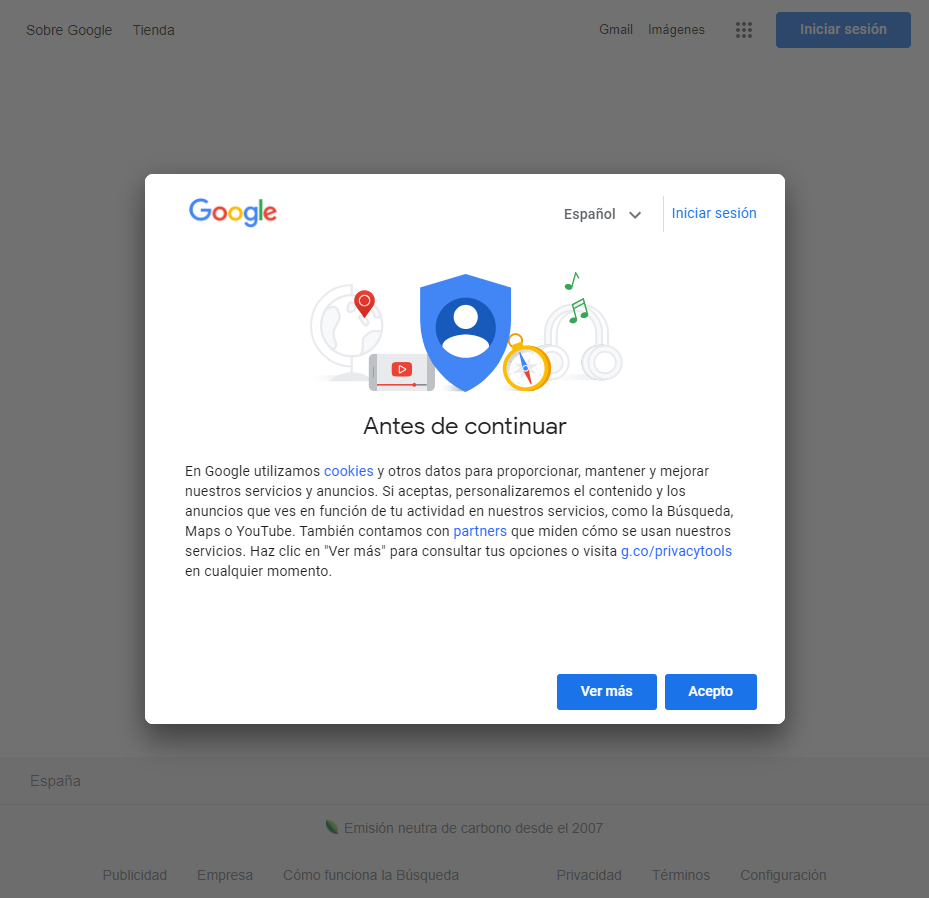 Sobre Google Tienda Gmail Imágenes Iniciar sesión
Google Español Iniciar sesión
Antes de continuar
En Google utilizamos cookies y otros datos para proporcionar, mantener y mejorar
nuestros servicios y anuncios. Si aceptas, personalizaremos el contenido y los
anuncios que ves en función de tu actividad en nuestros servicios, como la Búsqueda,
Maps o YouTube. También contamos con partners que miden cómo se usan nuestros
servicios. Haz clic en "Ver más" para consultar tus opciones o visita g.co/privacytools
en cualquier momento.
Ver más Acepto
España
Emisión neutra de carbono desde el 2007
Publicidad Empresa Cómo funciona la Búsqueda Privacidad Términos Configuración